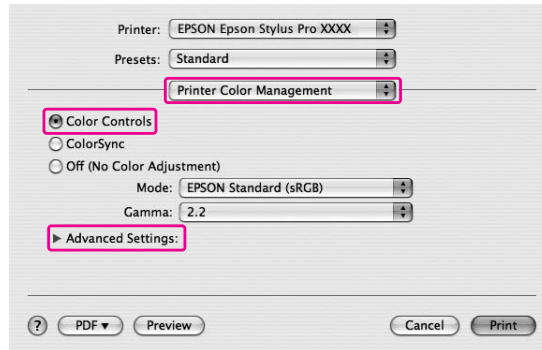 Printer: EPSON Epson Stylus Pro XXXX
Presets: Standard
Printer Color Management
Color Controls
ColorSync
Off (No Color Adjustment)
Mode: EPSON Standard (sRGB)
Gamma: 2.2
Advanced Settings:
? PDF Preview Cancel Print